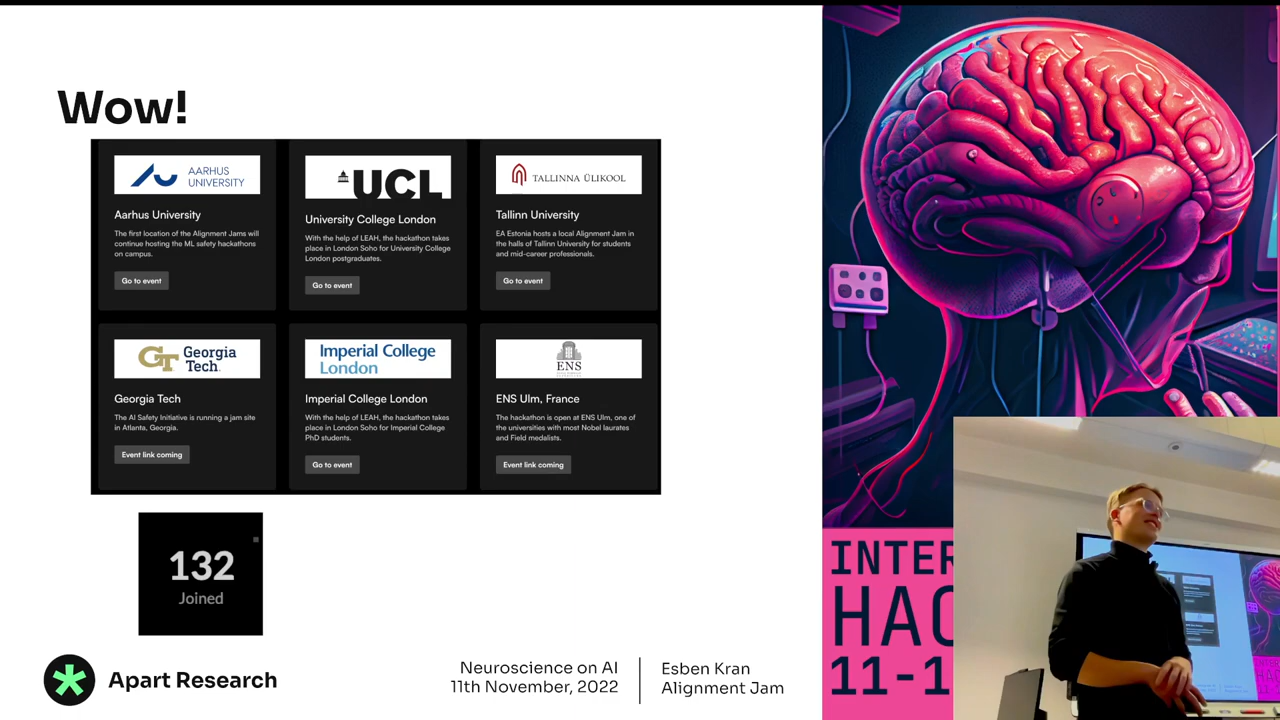 Wow!
AARHUS
UNIVERSITY
Aarhus University
The first location of the Alignment Jams will
continue hosting the ML safety hackathons
on campus.
Go to event
UCL
University College London
With the help of LEAH, the hackathon takes
place in London Soho for University College
London postgraduates.
Go to event
TALLINNA ÜLIKOOL
Tallinn University
EA Estonia hosts a local Alignment Jam in
the halls of Tallinn University for students
and mid-career professionals.
Go to event
GT Georgia
Tech
Georgia Tech
The AI Safety Initiative is running a jam site
in Atlanta, Georgia.
Event link coming
Imperial College
London
Imperial College London
With the help of LEAH, the hackathon takes
place in London Soho for Imperial College
PhD students.
Go to event
ENS
ENS Ulm, France
The hackathon is open at ENS Ulm, one of
the universities with most Nobel laurates
and Field medalists.
Event link coming
132
Joined
Apart Research
Neuroscience on AI
11th November, 2022
Esben Kran
Alignment Jam
INTER
HAC
11-1